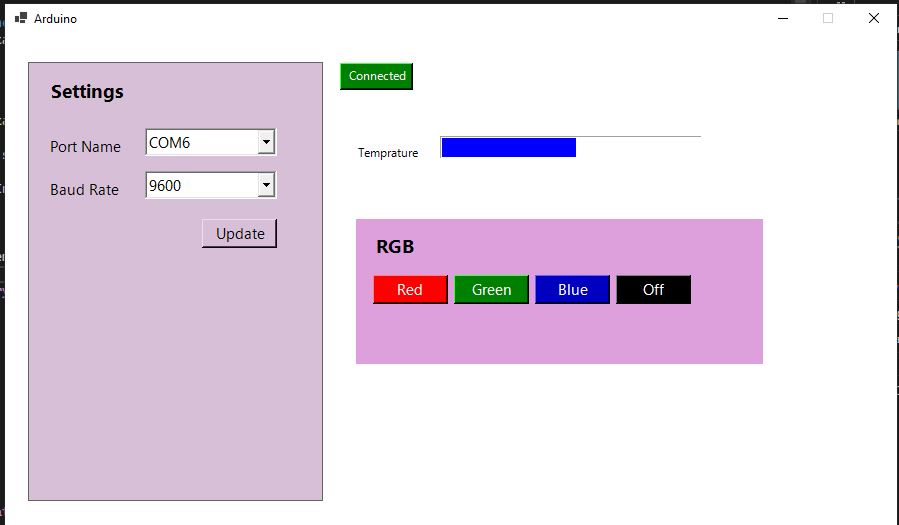 Arduino
Settings
Connected
Port Name COM6
Temprature
Baud Rate 9600
Update
RGB
Red Green Blue Off